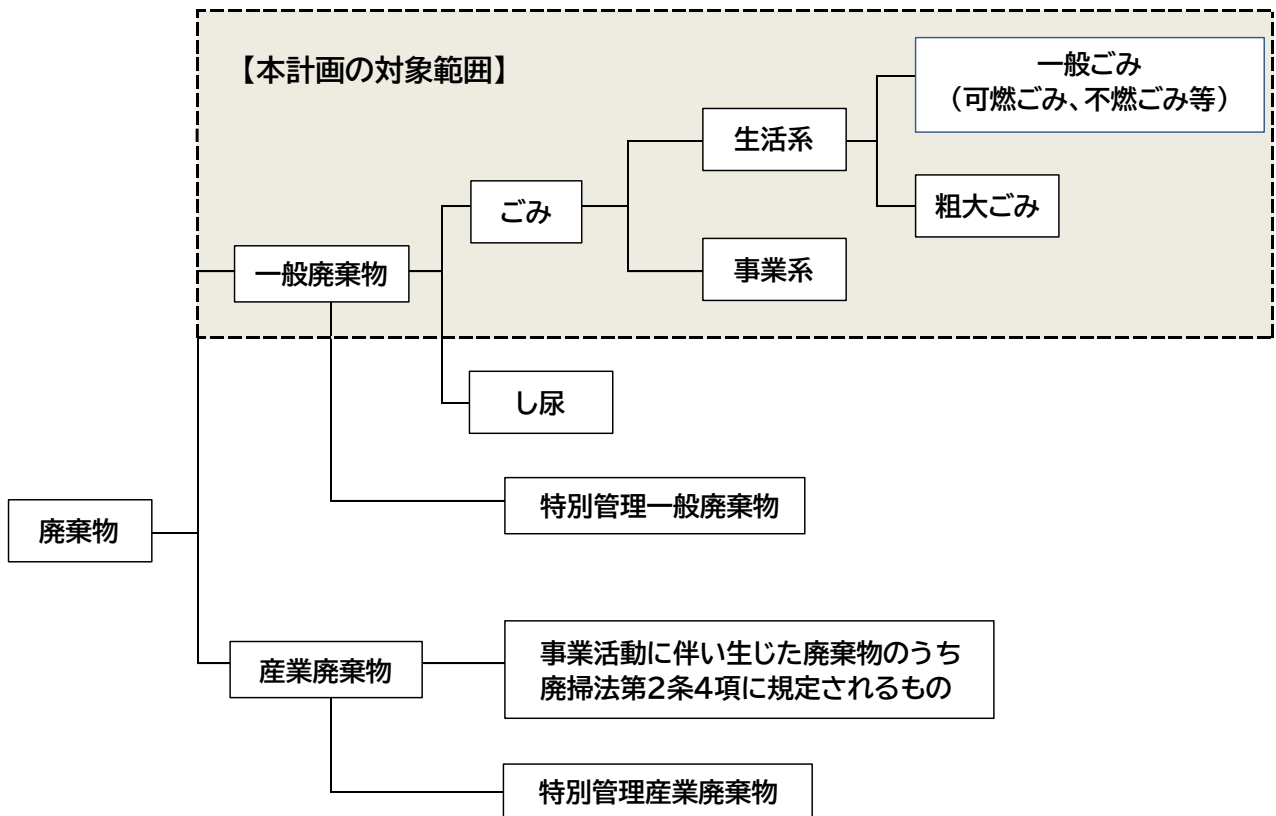 【本計画の対象範囲】
一般ごみ
(可燃ごみ、不燃ごみ等)
生活系
粗大ごみ
ごみ
事業系
一般廃棄物
し尿
特別管理一般廃棄物
廃棄物
産業廃棄物
事業活動に伴い生じた廃棄物のうち
廃掃法第2条4項に規定されるもの
特別管理産業廃棄物